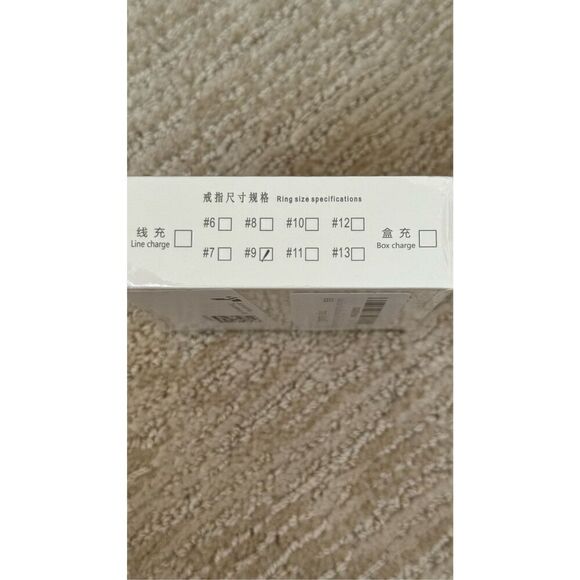 戒指尺寸规格 Ring size specifications
线充
Line charge
#6 #8 #10 #12
#7 #9 #11 #13
盒充
Box charge